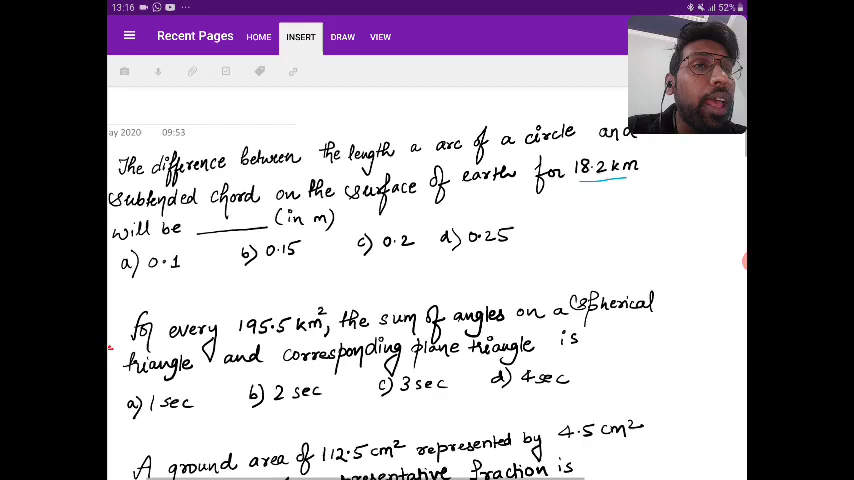 13:16
52%
Recent Pages HOME INSERT DRAW VIEW
ay 2020 09:53
The difference between the length a arc of a circle and
subtended chord on the surface of earth for 18.2 km
will be ______ (in m)
a) 0.1 b) 0.15 c) 0.2 d) 0.25
for every 195.5 km², the sum of angles on a spherical
triangle and corresponding plane triangle is
a) 1 sec b) 2 sec c) 3 sec d) 4 sec
A ground area of 112.5 cm² represented by 4.5 cm²
fraction is